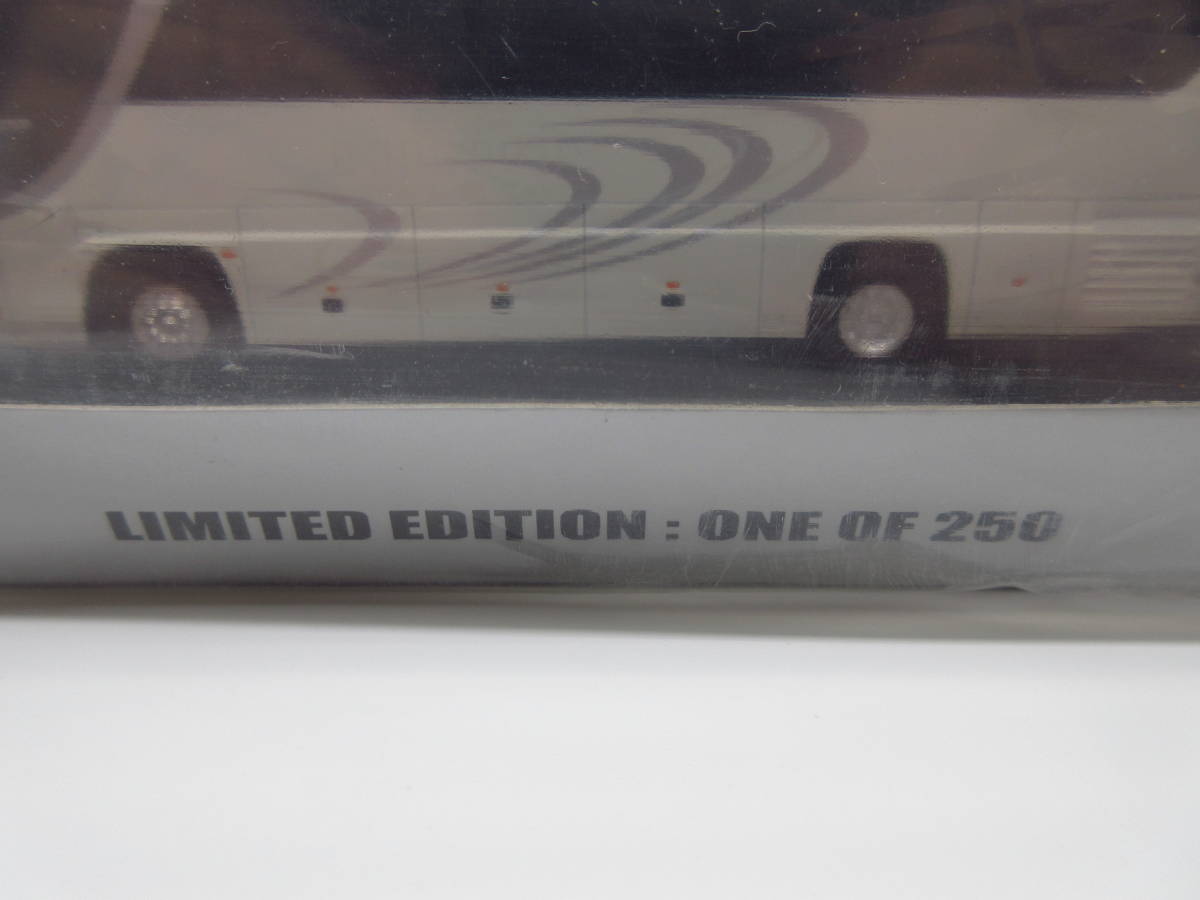 LIMITED EDITION : ONE OF 250